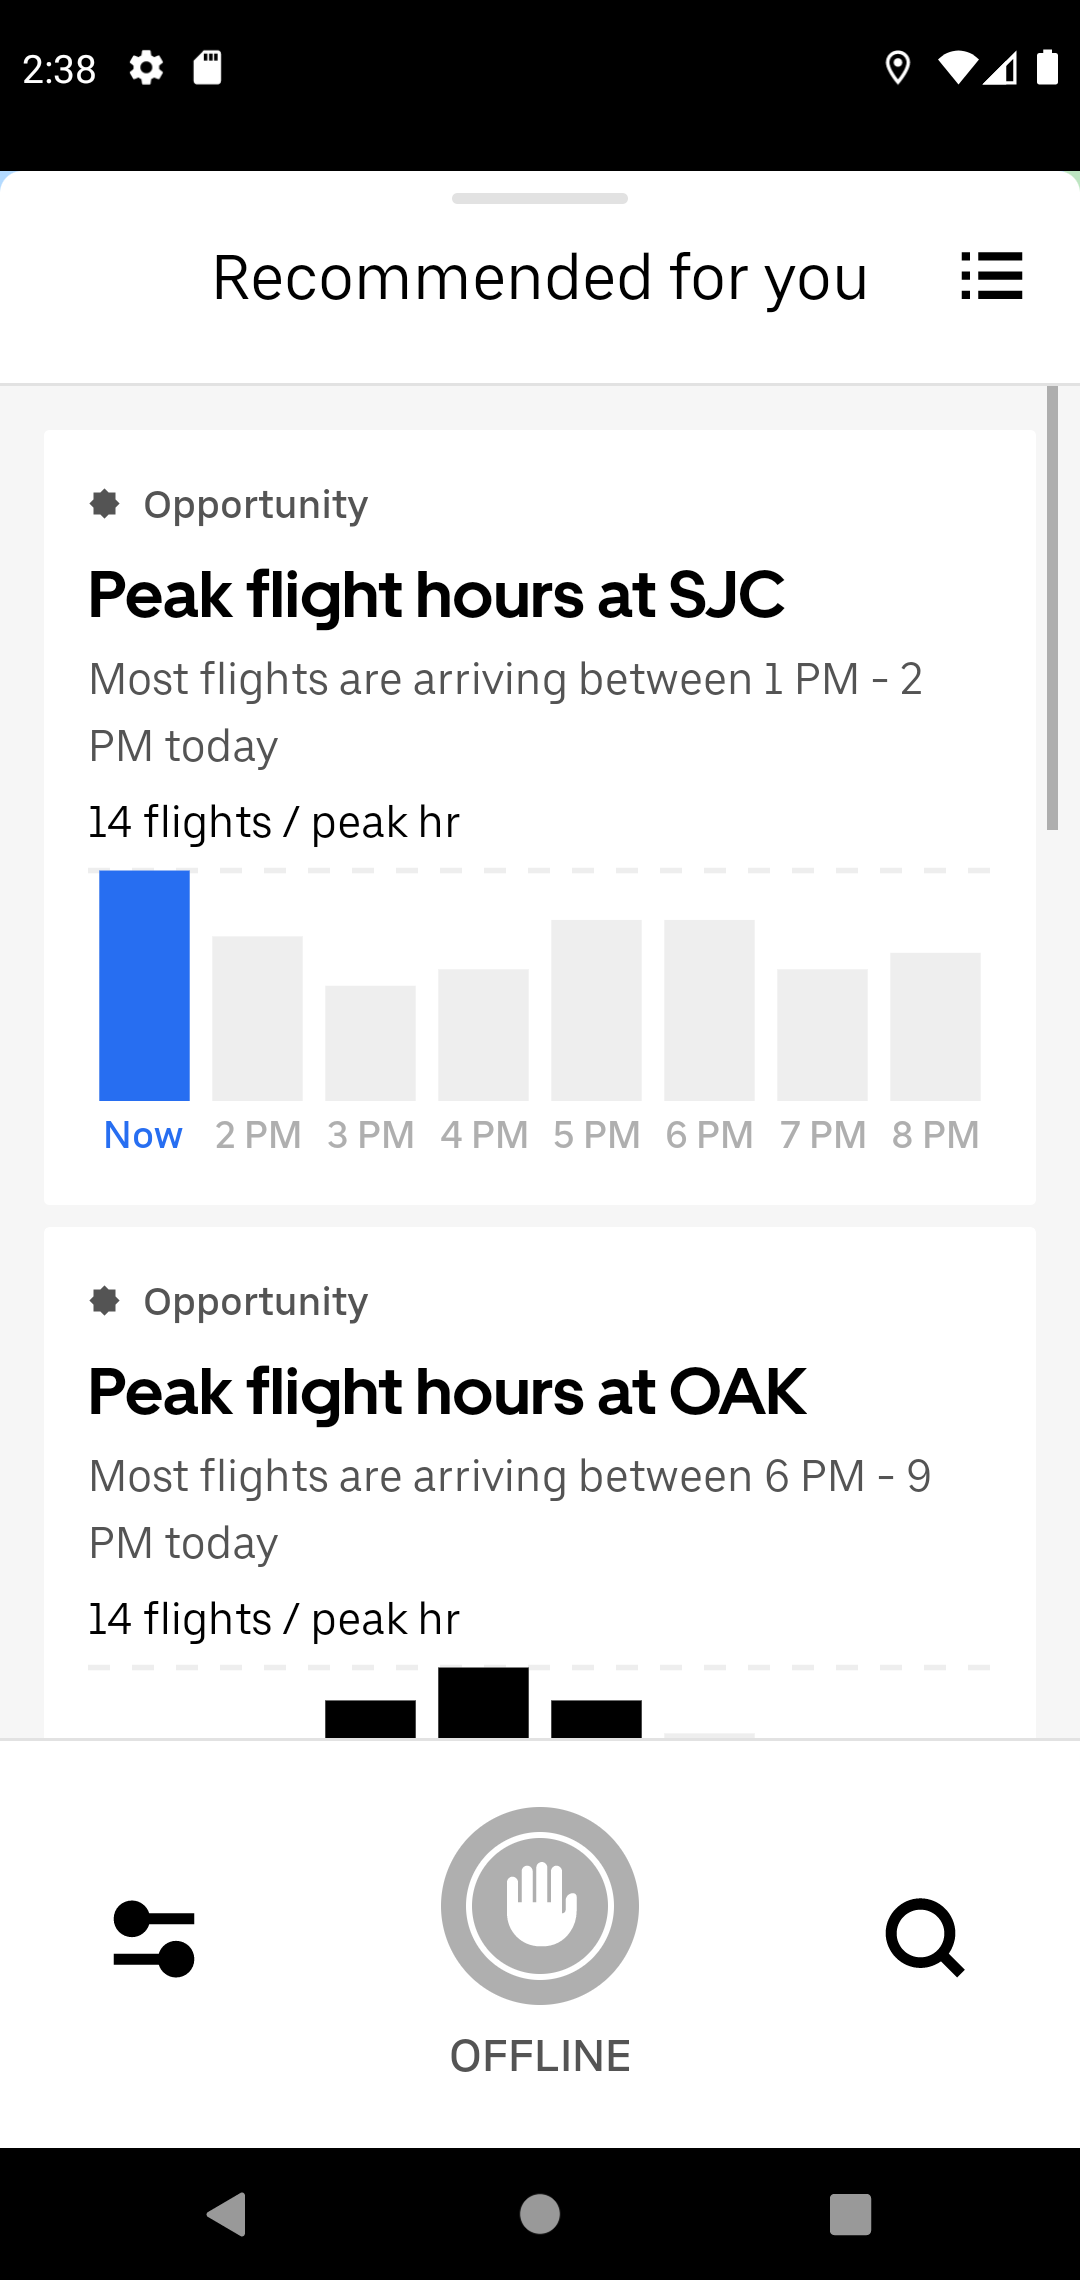 2:38
Recommended for you
Opportunity
Peak flight hours at SJC
Most flights are arriving between 1 PM - 2
PM today
14 flights / peak hr
Now 2 PM 3 PM 4 PM 5 PM 6 PM 7 PM 8 PM
Opportunity
Peak flight hours at OAK
Most flights are arriving between 6 PM - 9
PM today
14 flights / peak hr
OFFLINE